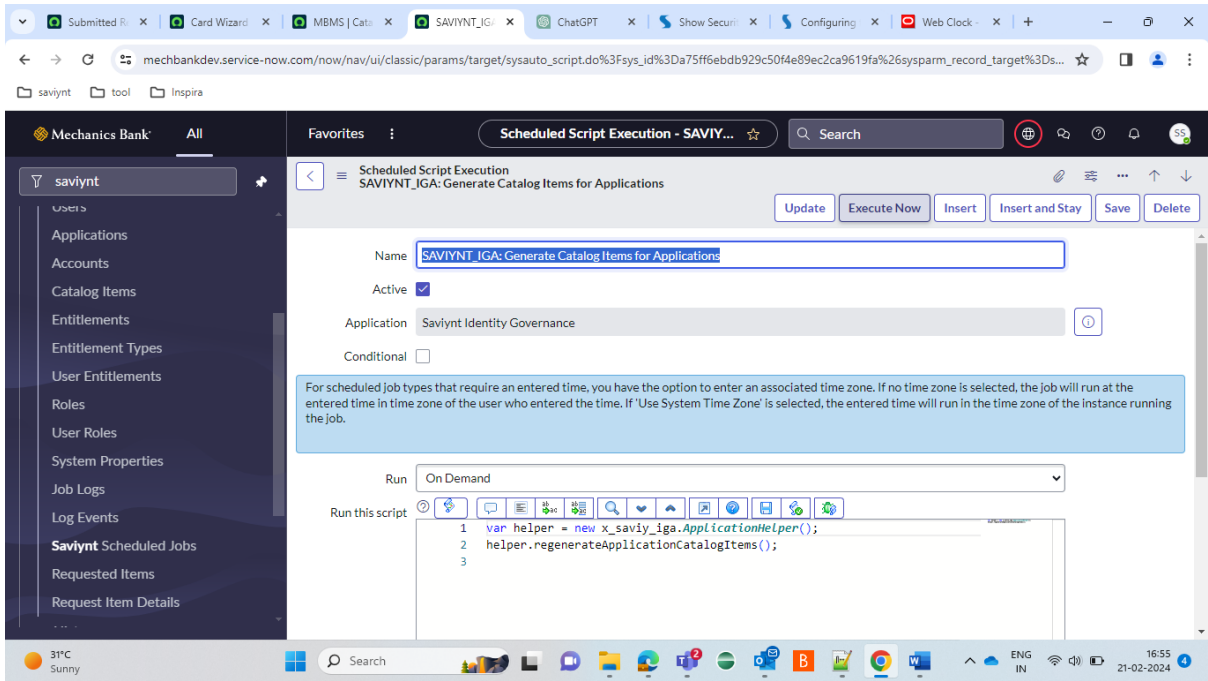 Submitted R
Card Wizard
MBMS | Cata
SAVIYNT_IG
ChatGPT
Show Securi
Configuring
Web Clock -
mechbankdev.service-now.com/now/nav/ui/classic/params/target/sysauto_script.do%3Fsys_id%3Da75ff6ebdb929c50f4e89ec2ca9619fa%26sysparm_record_target%3Ds...
saviynt
tool
Inspira
Mechanics Bank
All
Favorites
Scheduled Script Execution - SAVIY...
Search
SS
saviynt
Users
Applications
Accounts
Catalog Items
Entitlements
Entitlement Types
User Entitlements
Roles
User Roles
System Properties
Job Logs
Log Events
Saviynt Scheduled Jobs
Requested Items
Request Item Details
Scheduled Script Execution
SAVIYNT_IGA: Generate Catalog Items for Applications
Update
Execute Now
Insert
Insert and Stay
Save
Delete
Name
SAVIYNT_IGA: Generate Catalog Items for Applications
Active
Application
Saviynt Identity Governance
Conditional
For scheduled job types that require an entered time, you have the option to enter an associated time zone. If no time zone is selected, the job will run at the
entered time in time zone of the user who entered the time. If 'Use System Time Zone' is selected, the entered time will run in the time zone of the instance running
the job.
Run
On Demand
Run this script
1 var helper = new x_saviy_iga.ApplicationHelper();
2 helper.regenerateApplicationCatalogItems();
3
31°C
Sunny
Search
2
B
ENG
IN
16:55
21-02-2024
4